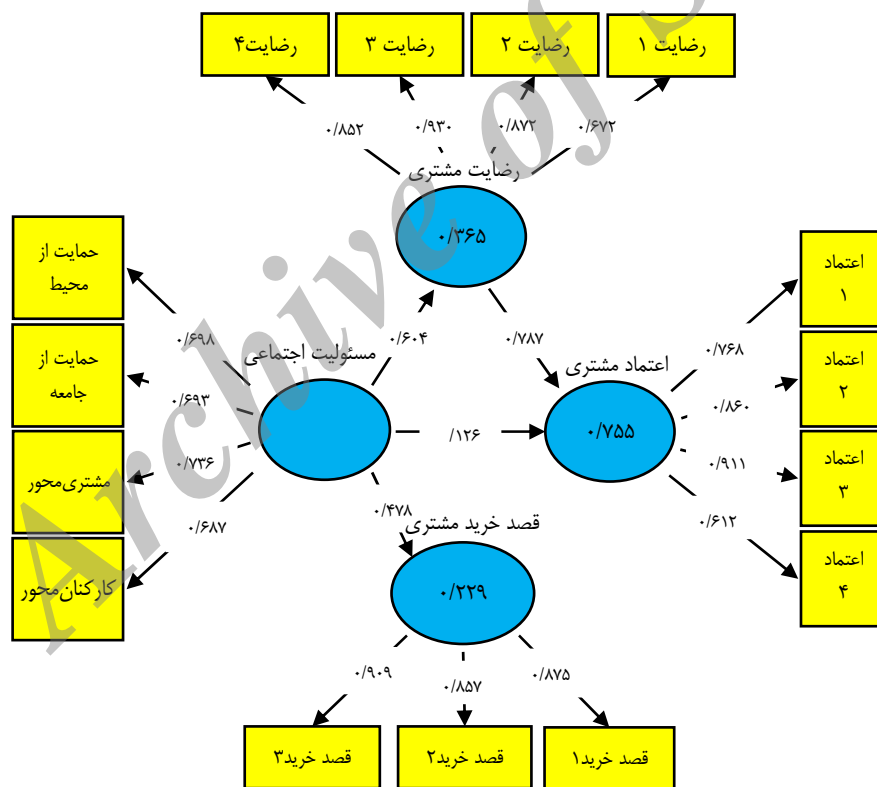 رضایت ۱
رضایت ۲
رضایت ۳
رضایت۴
۰/۶۷۲
۰/۸۷۲
۰/۹۳۰
۰/۸۵۲
رضایت مشتری
۰/۳۶۵
حمایت از
محیط
حمایت از
جامعه
مشتری‌محور
کارکنان‌محور
۰/۶۹۸
۰/۶۹۳
۰/۷۳۶
۰/۶۸۷
مسئولیت اجتماعی
۰/۶۰۴
۰/۷۸۷
/۱۲۶
۰/۴۷۸
اعتماد مشتری
۰/۷۵۵
۰/۷۶۸
۰/۸۶۰
۰/۹۱۱
۰/۶۱۲
اعتماد
۱
اعتماد
۲
اعتماد
۳
اعتماد
۴
قصد خرید مشتری
۰/۲۲۹
۰/۸۷۵
۰/۸۵۷
۰/۹۰۹
قصد خرید۱
قصد خرید۲
قصد خرید۳
Archive of S